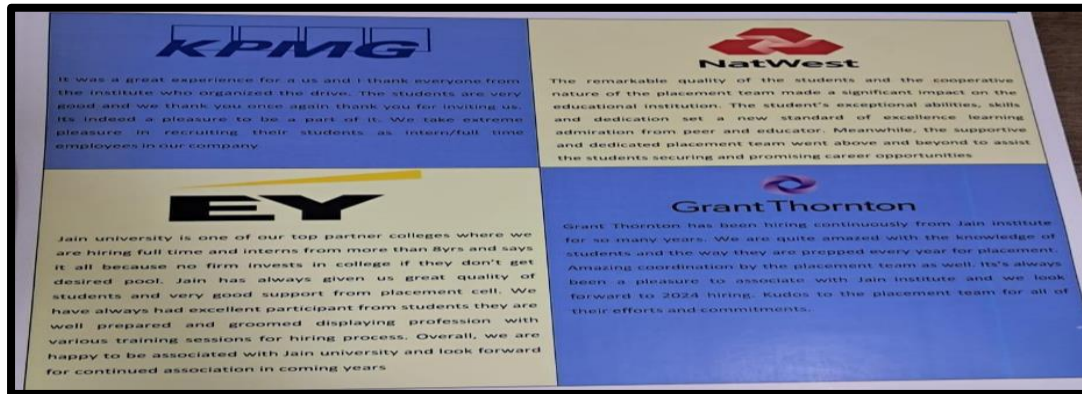 KPMG
It was a great experience for a us and I thank everyone from
the institute who organized the drive. The students are very
good and we thank you once again thank you for inviting us.
Its indeed a pleasure to be a part of it. We take extreme
pleasure in recruiting their students as intern/full time
employees in our company
NatWest
The remarkable quality of the students and the cooperative
nature of the placement team made a significant impact on the
educational institution. The student's exceptional abilities, skills
and dedication set a new standard of excellence learning
admiration from peer and educator. Meanwhile, the supportive
and dedicated placement team went above and beyond to assist
the students securing and promising career opportunities
EY
Jain university is one of our top partner colleges where we
are hiring full time and interns from more than 8yrs and says
it all because no firm invests in college if they don't get
desired pool. Jain has always given us great quality of
students and very good support from placement cell. We
have always had excellent participant from students they are
well prepared and groomed displaying profession with
various training sessions for hiring process. Overall, we are
happy to be associated with Jain university and look forward
for continued association in coming years
Grant Thornton
Grant Thornton has been hiring continuously from Jain institute
for so many years. We are quite amazed with the knowledge of
students and the way they are prepped every year for placement.
Amazing coordination by the placement team as well. Its's always
been a pleasure to associate with Jain institute and we look
forward to 2024 hiring. Kudos to the placement team for all of
their efforts and commitments.